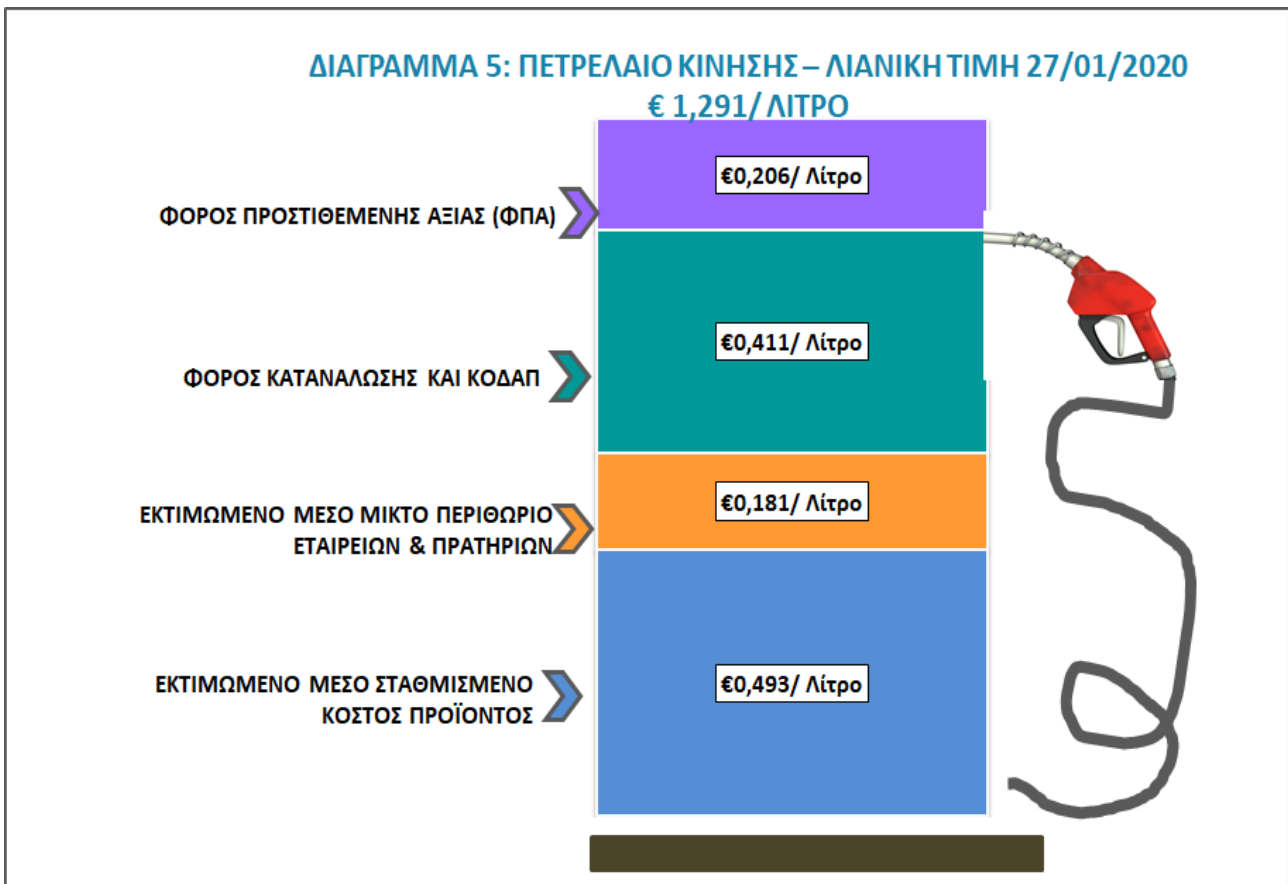 ΔΙΑΓΡΑΜΜΑ 5: ΠΕΤΡΕΛΑΙΟ ΚΙΝΗΣΗΣ – ΛΙΑΝΙΚΗ ΤΙΜΗ 27/01/2020
€ 1,291/ ΛΙΤΡΟ
€0,206/ Λίτρο
ΦΟΡΟΣ ΠΡΟΣΤΙΘΕΜΕΝΗΣ ΑΞΙΑΣ (ΦΠΑ)
€0,411/ Λίτρο
ΦΟΡΟΣ ΚΑΤΑΝΑΛΩΣΗΣ ΚΑΙ ΚΟΔΑΠ
€0,181/ Λίτρο
ΕΚΤΙΜΩΜΕΝΟ ΜΕΣΟ ΜΙΚΤΟ ΠΕΡΙΘΩΡΙΟ
ΕΤΑΙΡΕΙΩΝ & ΠΡΑΤΗΡΙΩΝ
€0,493/ Λίτρο
ΕΚΤΙΜΩΜΕΝΟ ΜΕΣΟ ΣΤΑΘΜΙΣΜΕΝΟ
ΚΟΣΤΟΣ ΠΡΟΪΟΝΤΟΣ